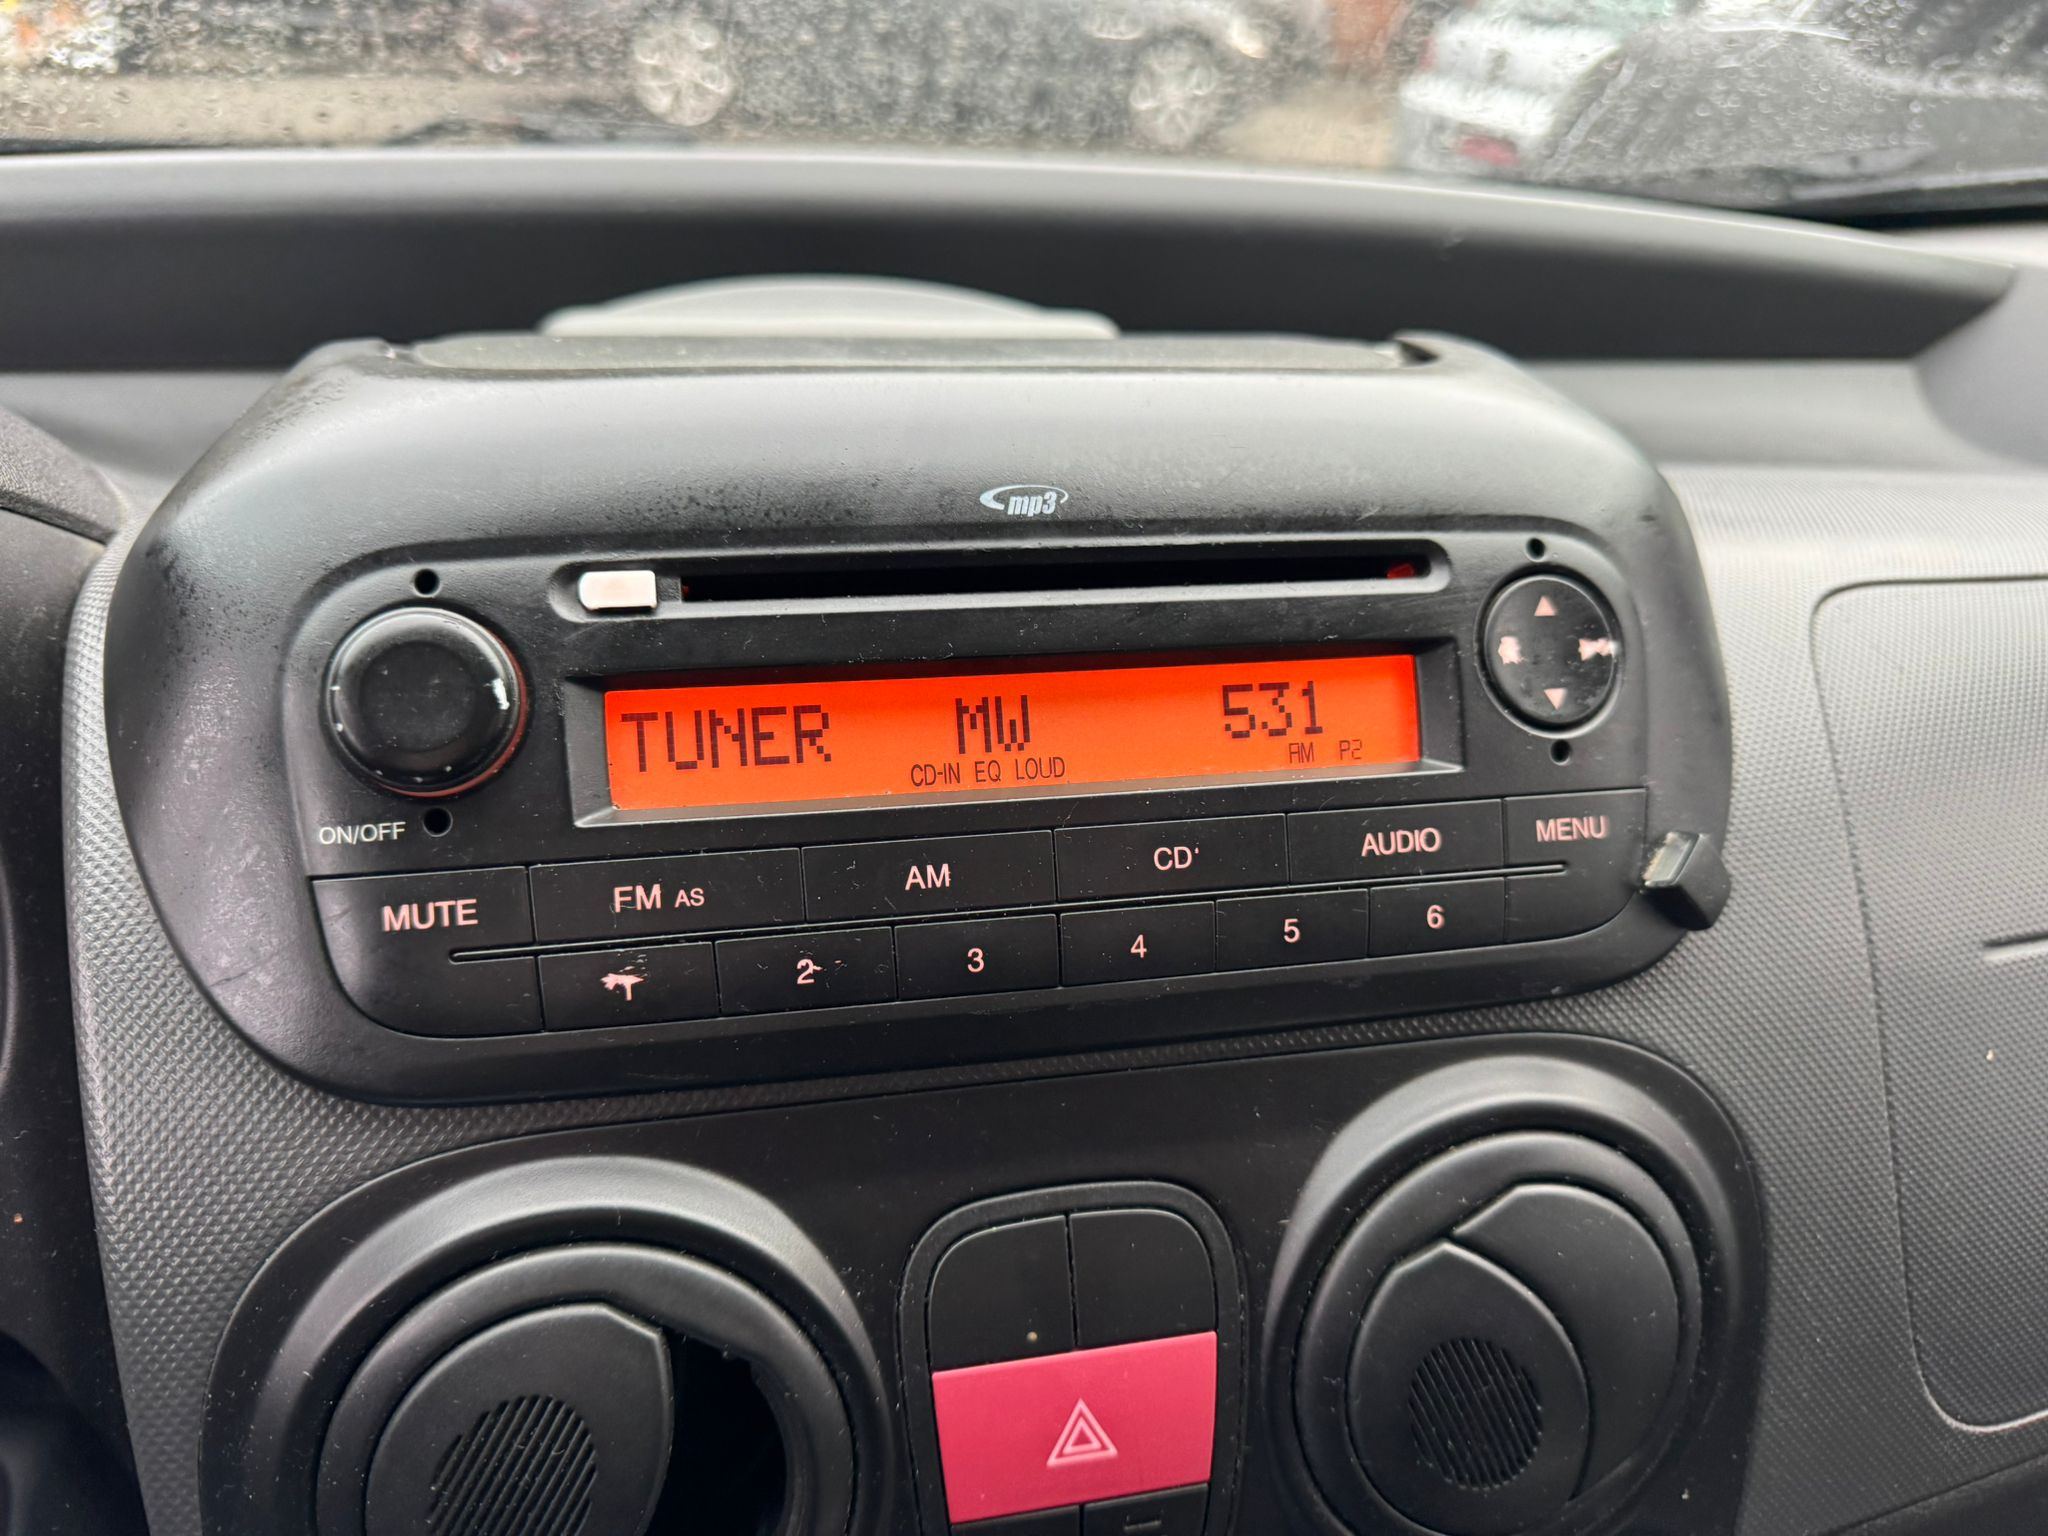 mp3
TUNER MW 531
CD-IN EQ LOUD AM P2
ON/OFF
MUTE FM AS AM CD AUDIO MENU
2 3 4 5 6